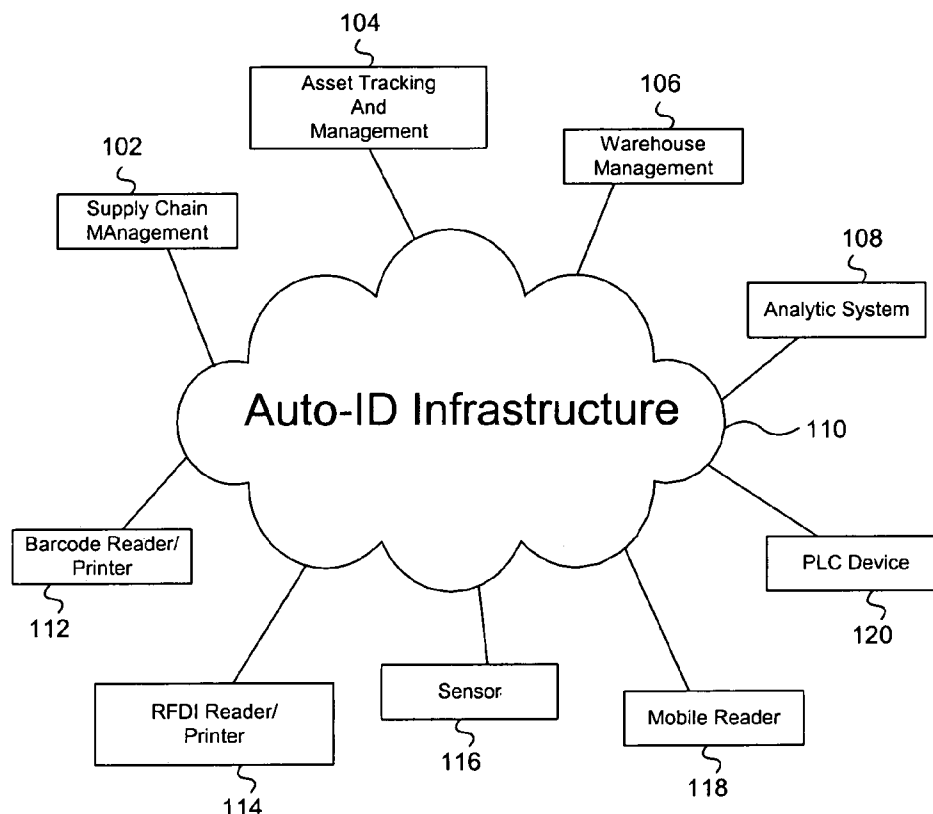 104
Asset Tracking
And
Management
106
Warehouse
Management
102
Supply Chain
MAnagement
108
Analytic System
Auto-ID Infrastructure
110
Barcode Reader/
Printer
112
PLC Device
120
RFDI Reader/
Printer
114
Sensor
116
Mobile Reader
118